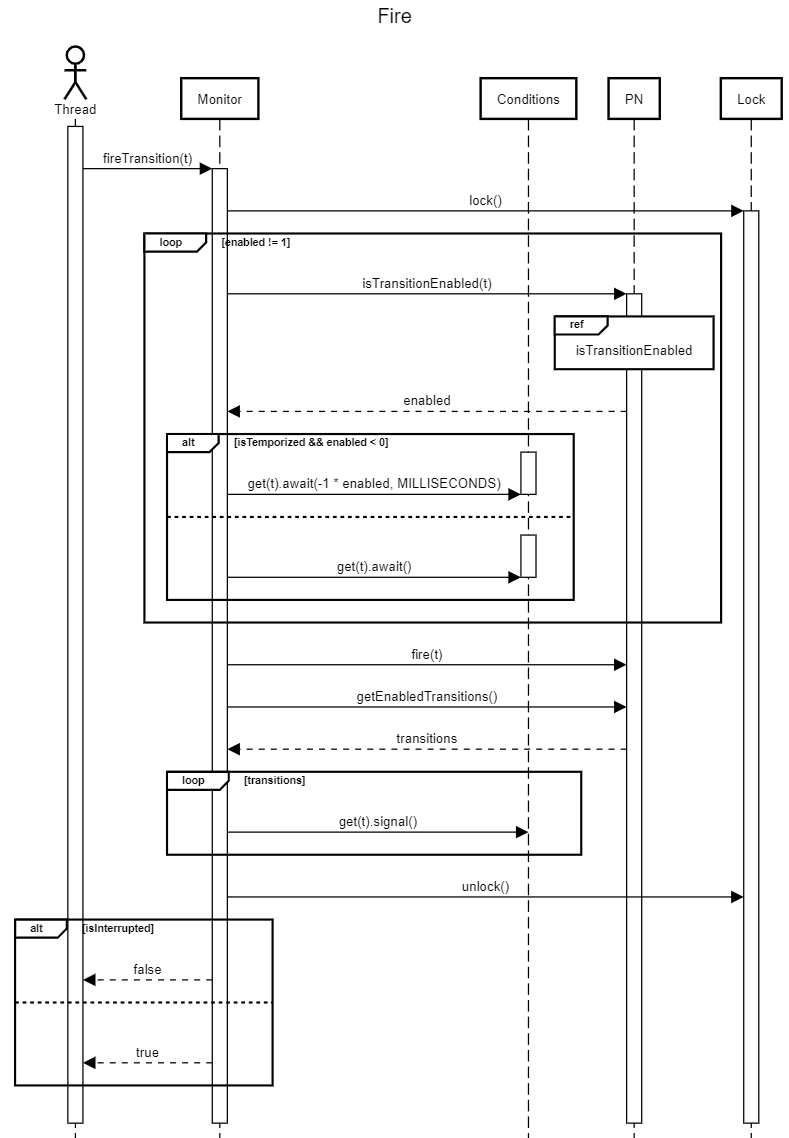 Fire
Thread
Monitor
Conditions
PN
Lock
fireTransition(t)
lock()
loop
[enabled != 1]
isTransitionEnabled(t)
ref
isTransitionEnabled
enabled
alt
[isTemporized && enabled < 0]
get(t).await(-1 * enabled, MILLISECONDS)
get(t).await()
fire(t)
getEnabledTransitions()
transitions
loop
[transitions]
get(t).signal()
unlock()
alt
[isInterrupted]
false
true